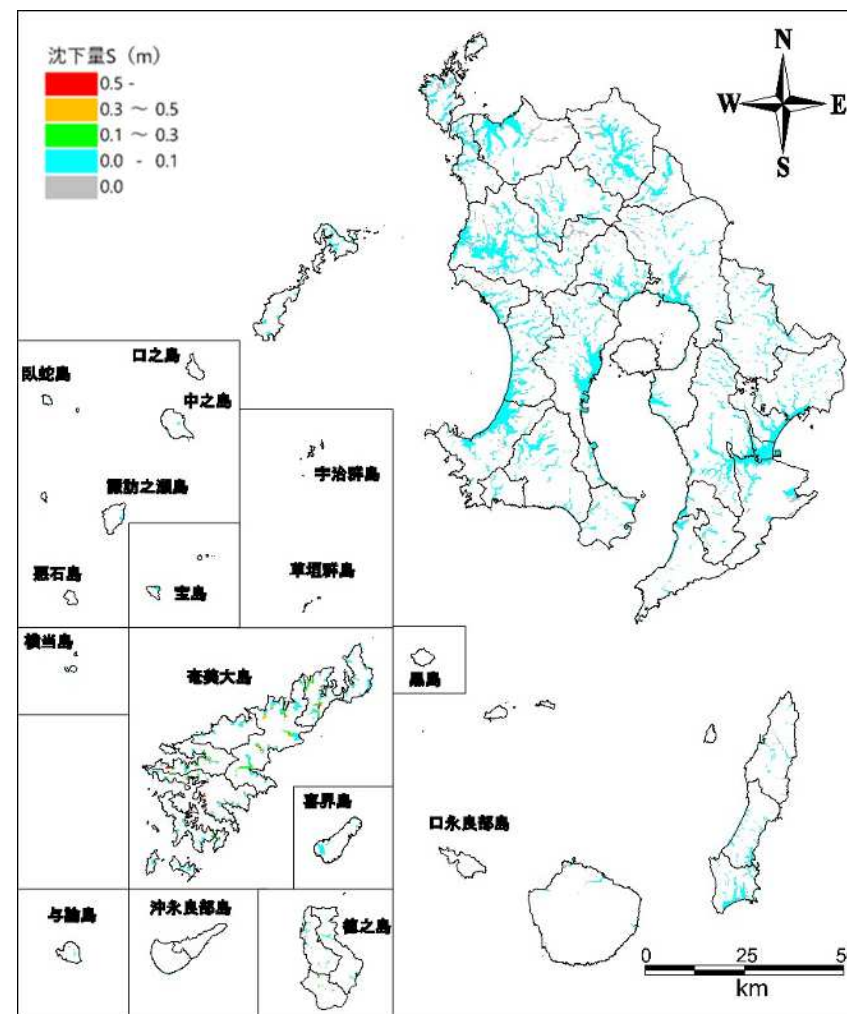 沈下量S（m）
0.5 -
0.3 ～ 0.5
0.1 ～ 0.3
0.0 - 0.1
0.0
N
W E
S
口之島
臥蛇島
中之島
諏訪之瀬島
悪石島
宝島
宇治群島
草垣群島
横当島
奄美大島
黒島
喜界島
口永良部島
与論島
沖永良部島
徳之島
0 25 5
km